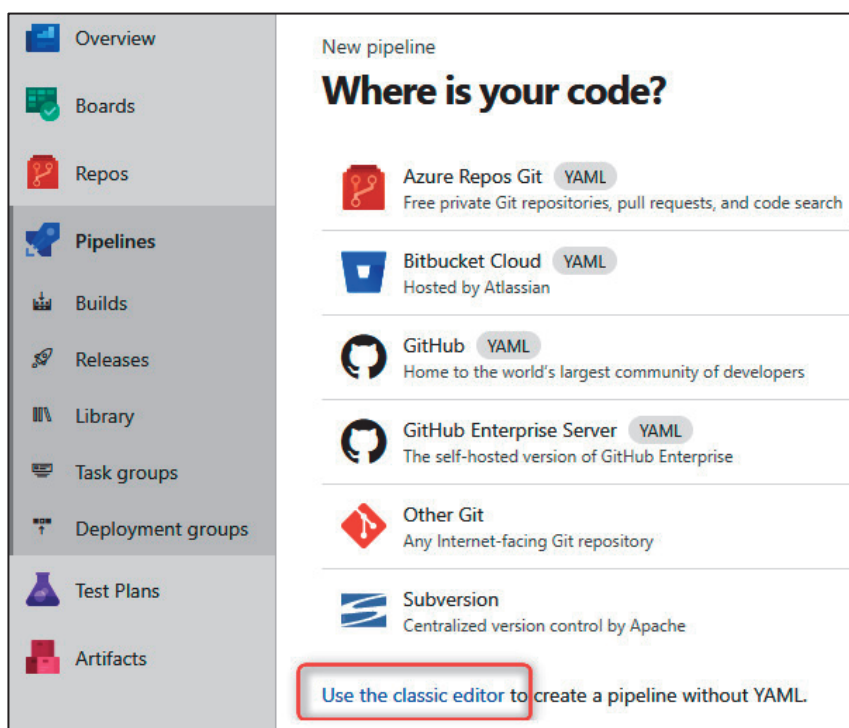 Overview
Boards
Repos
Pipelines
Builds
Releases
Library
Task groups
Deployment groups
Test Plans
Artifacts
New pipeline
Where is your code?
Azure Repos Git YAML
Free private Git repositories, pull requests, and code search
Bitbucket Cloud YAML
Hosted by Atlassian
GitHub YAML
Home to the world's largest community of developers
GitHub Enterprise Server YAML
The self-hosted version of GitHub Enterprise
Other Git
Any Internet-facing Git repository
Subversion
Centralized version control by Apache
Use the classic editor to create a pipeline without YAML.